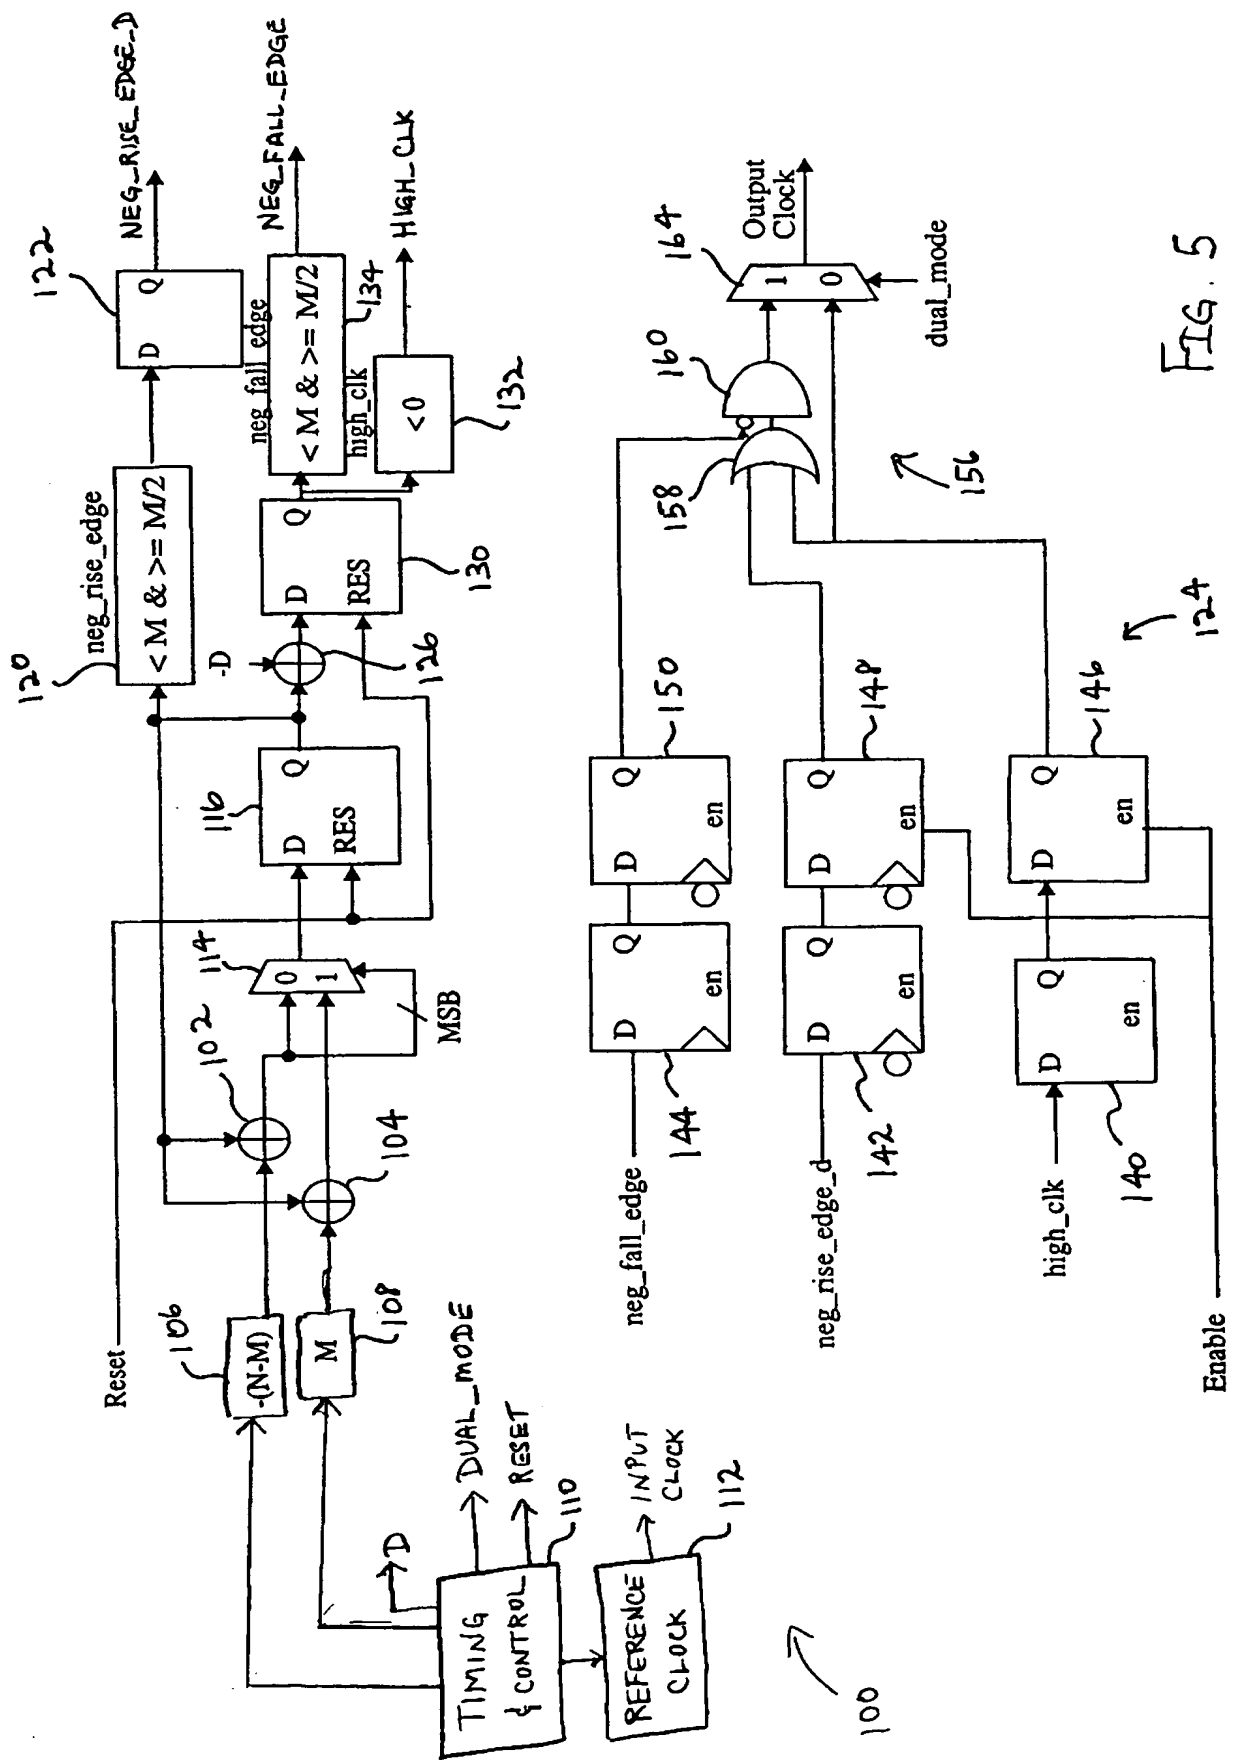 NEG_RISE_EDGE_D
NEG_FALL_EDGE
HIGH_CLK
122
D Q
neg_fall_edge
< M & >= M/2
134
high_clk
< 0
132
120
neg_rise_edge
< M & >= M/2
D Q
RES
130
-D
126
116
D Q
RES
114
0
1
MSB
102
104
Reset
106
-(N-M)
M
108
DUAL_MODE
RESET
D
TIMING
& CONTROL
110
INPUT
CLOCK
REFERENCE
CLOCK
112
100
neg_fall_edge
D Q
en
144
D Q
en
150
neg_rise_edge_d
D Q
en
142
D Q
en
148
high_clk
D Q
en
140
D Q
en
146
Enable
124
158
160
156
164
1
0
Output
Clock
dual_mode
FIG. 5